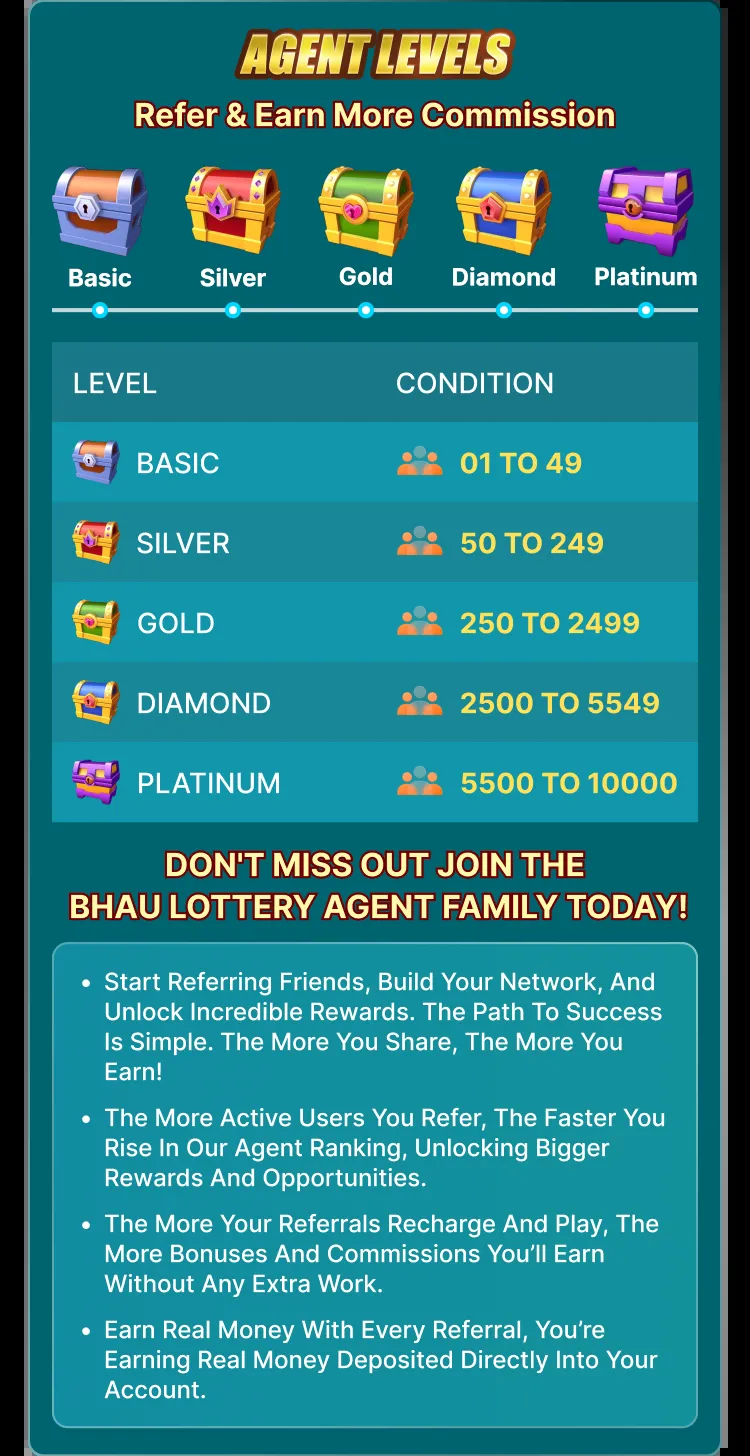 AGENT LEVELS
Refer & Earn More Commission
Basic Silver Gold Diamond Platinum
LEVEL CONDITION
BASIC 01 TO 49
SILVER 50 TO 249
GOLD 250 TO 2499
DIAMOND 2500 TO 5549
PLATINUM 5500 TO 10000
DON'T MISS OUT JOIN THE
BHAU LOTTERY AGENT FAMILY TODAY!
• Start Referring Friends, Build Your Network, And
Unlock Incredible Rewards. The Path To Success
Is Simple. The More You Share, The More You
Earn!
• The More Active Users You Refer, The Faster You
Rise In Our Agent Ranking, Unlocking Bigger
Rewards And Opportunities.
• The More Your Referrals Recharge And Play, The
More Bonuses And Commissions You’ll Earn
Without Any Extra Work.
• Earn Real Money With Every Referral, You’re
Earning Real Money Deposited Directly Into Your
Account.